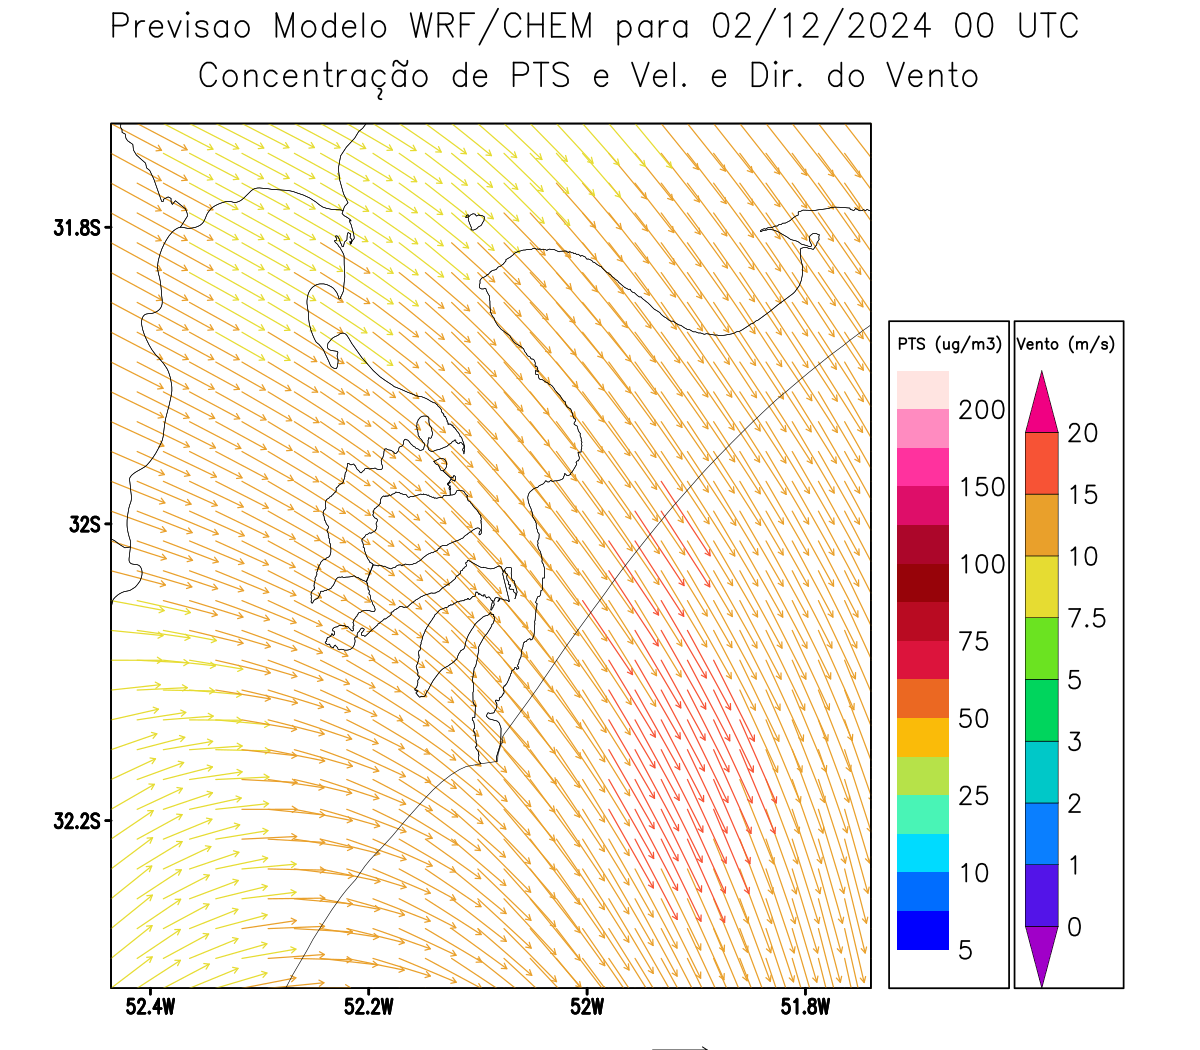 Previsao Modelo WRF/CHEM para 02/12/2024 00 UTC
Concentração de PTS e Vel. e Dir. do Vento
31.8S
32S
32.2S
52.4W 52.2W 52W 51.8W
PTS (ug/m3)
200
150
100
75
50
25
10
5
Vento (m/s)
20
15
10
7.5
5
3
2
1
0